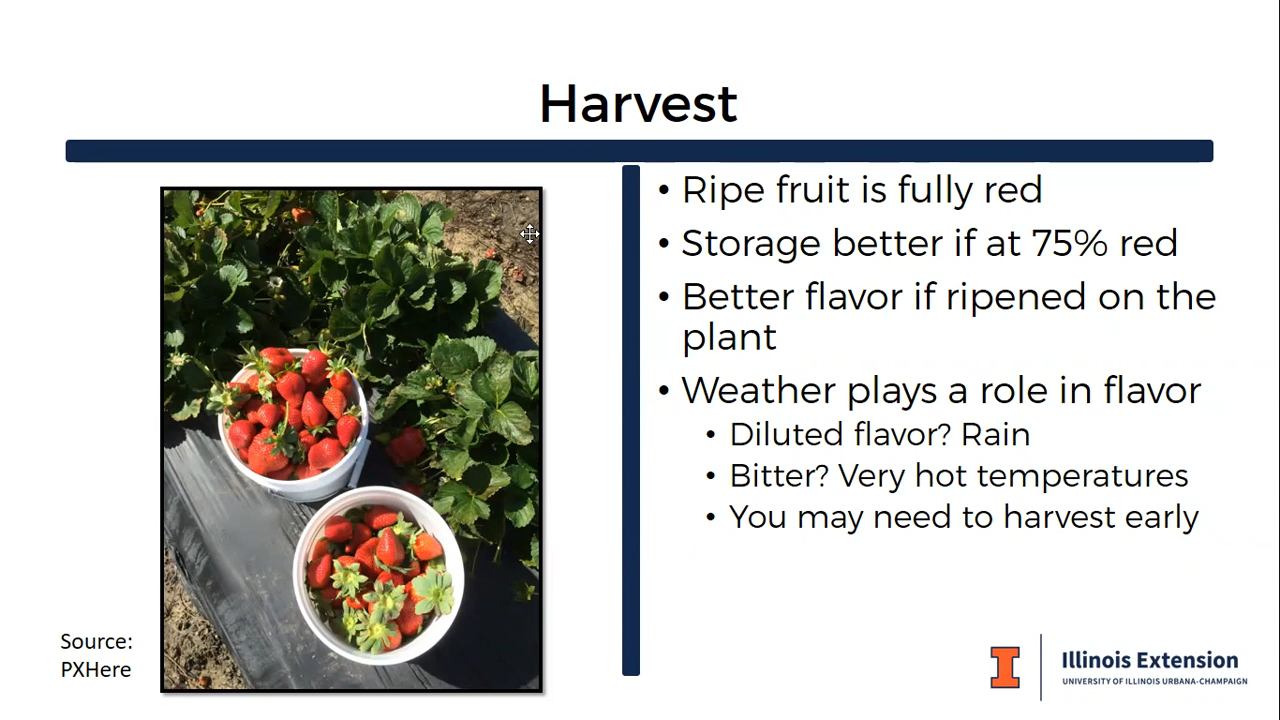 Harvest
• Ripe fruit is fully red
• Storage better if at 75% red
• Better flavor if ripened on the
plant
• Weather plays a role in flavor
• Diluted flavor? Rain
• Bitter? Very hot temperatures
• You may need to harvest early
Source:
PXHere
I
Illinois Extension
UNIVERSITY OF ILLINOIS URBANA-CHAMPAIGN